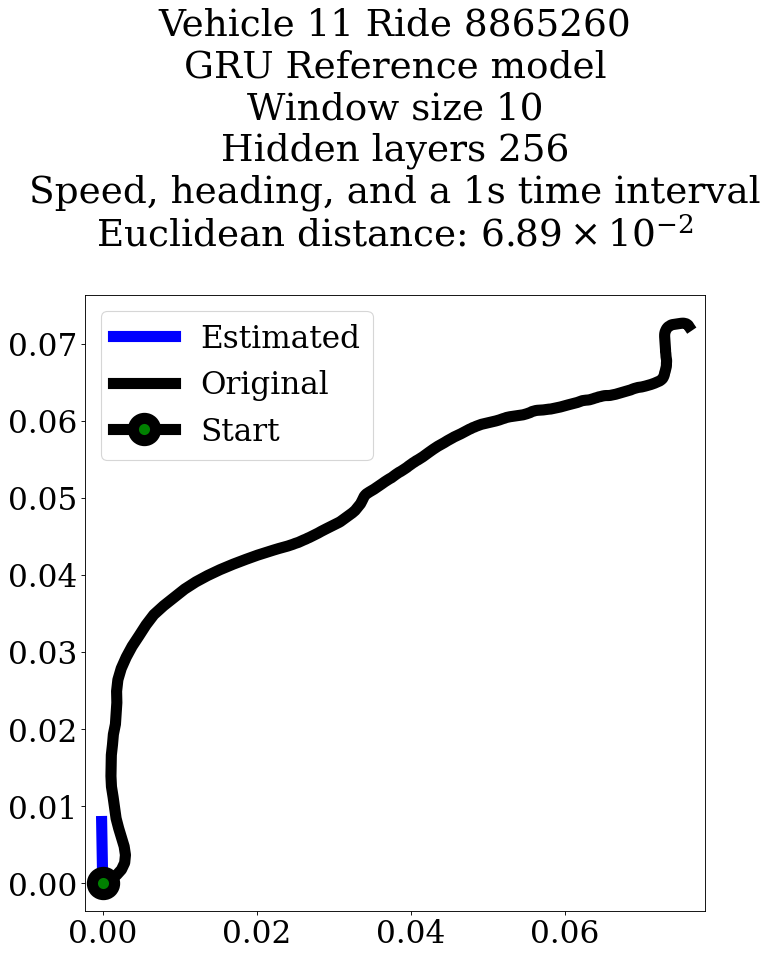 Vehicle 11 Ride 8865260
GRU Reference model
Window size 10
Hidden layers 256
Speed, heading, and a 1s time interval
Euclidean distance: 6.89 × 10⁻²
Estimated
Original
Start
0.07
0.06
0.05
0.04
0.03
0.02
0.01
0.00
0.00 0.02 0.04 0.06